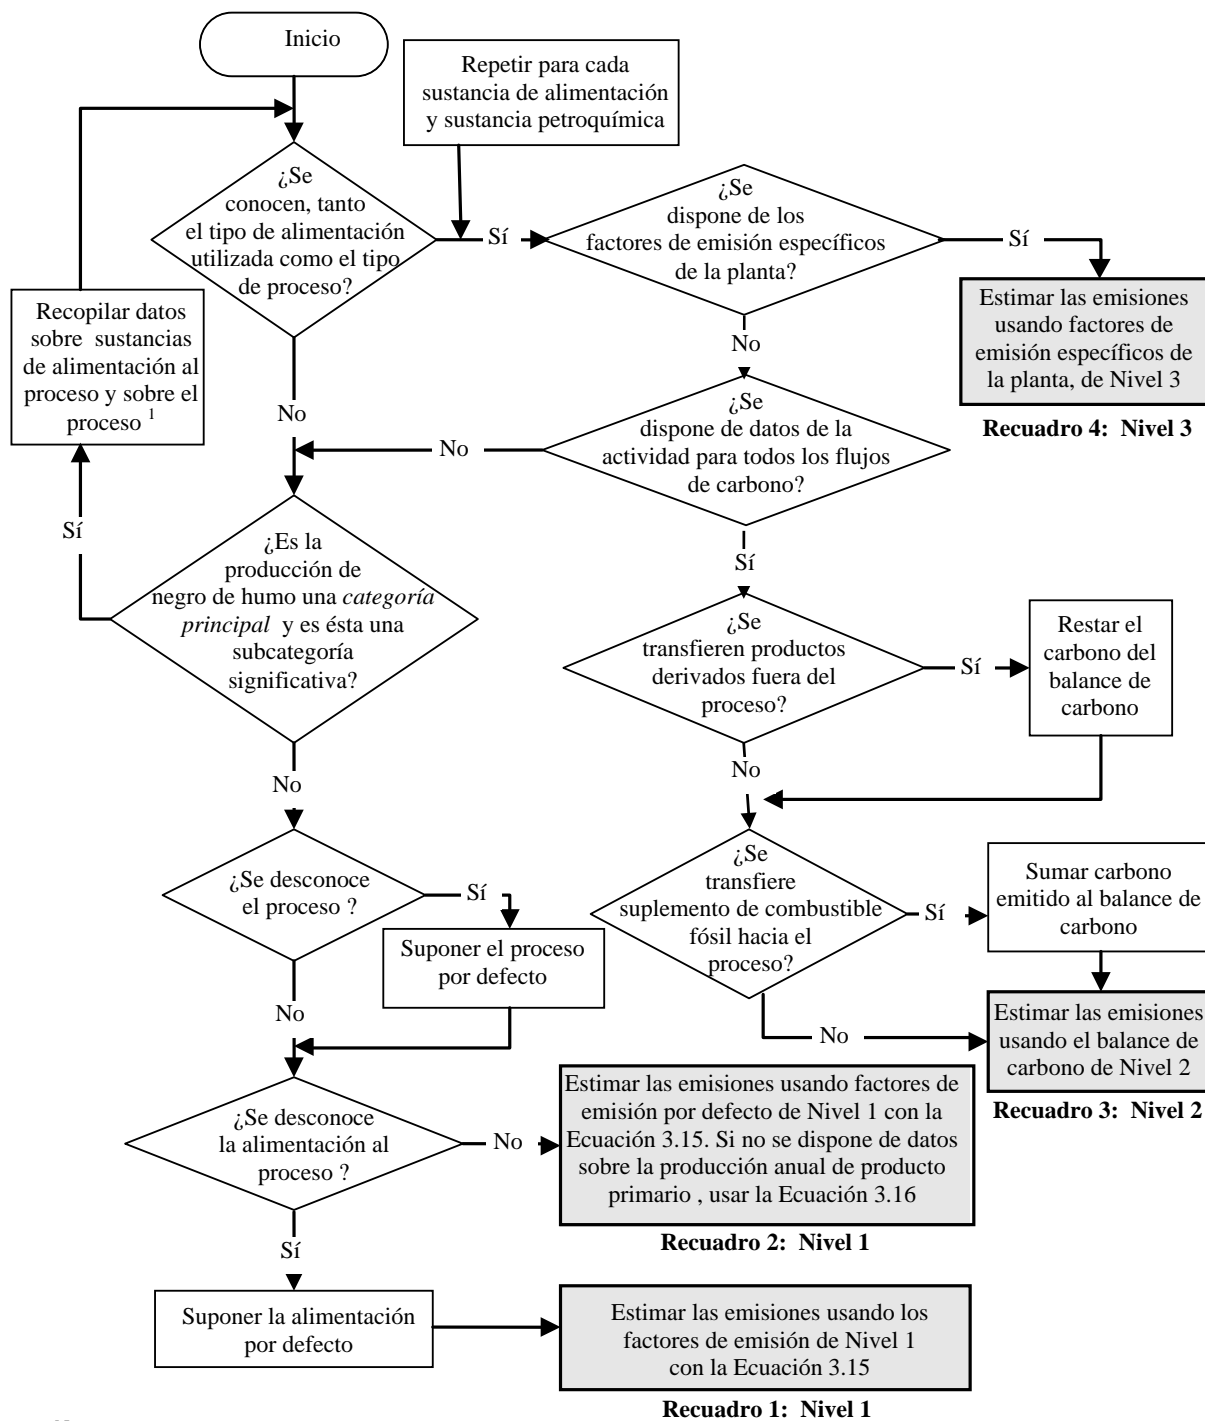 Inicio
Repetir para cada
sustancia de alimentación
y sustancia petroquímica
¿Se
conocen, tanto
el tipo de alimentación
utilizada como el tipo
de proceso?
Sí
¿Se
dispone de los
factores de emisión específicos
de la planta?
Sí
Estimar las emisiones
usando factores de
emisión específicos de
la planta, de Nivel 3
Recuadro 4: Nivel 3
Recopilar datos
sobre sustancias
de alimentación al
proceso y sobre el
proceso 1
No
No
¿Se
dispone de datos de la
actividad para todos los flujos
de carbono?
No
Sí
Sí
¿Es la
producción de
negro de humo una categoría
principal y es ésta una
subcategoría
significativa?
¿Se
transfieren productos
derivados fuera del
proceso?
Sí
Restar el
carbono del
balance de
carbono
No
No
¿Se desconoce
el proceso ?
Sí
Suponer el proceso
por defecto
No
¿Se
transfiere
suplemento de combustible
fósil hacia el
proceso?
Sí
Sumar carbono
emitido al balance de
carbono
No
Estimar las emisiones
usando el balance de
carbono de Nivel 2
Recuadro 3: Nivel 2
¿Se desconoce
la alimentación al
proceso ?
No
Estimar las emisiones usando factores de
emisión por defecto de Nivel 1 con la
Ecuación 3.15. Si no se dispone de datos
sobre la producción anual de producto
primario , usar la Ecuación 3.16
Recuadro 2: Nivel 1
Sí
Suponer la alimentación
por defecto
Estimar las emisiones usando los
factores de emisión de Nivel 1
con la Ecuación 3.15
Recuadro 1: Nivel 1